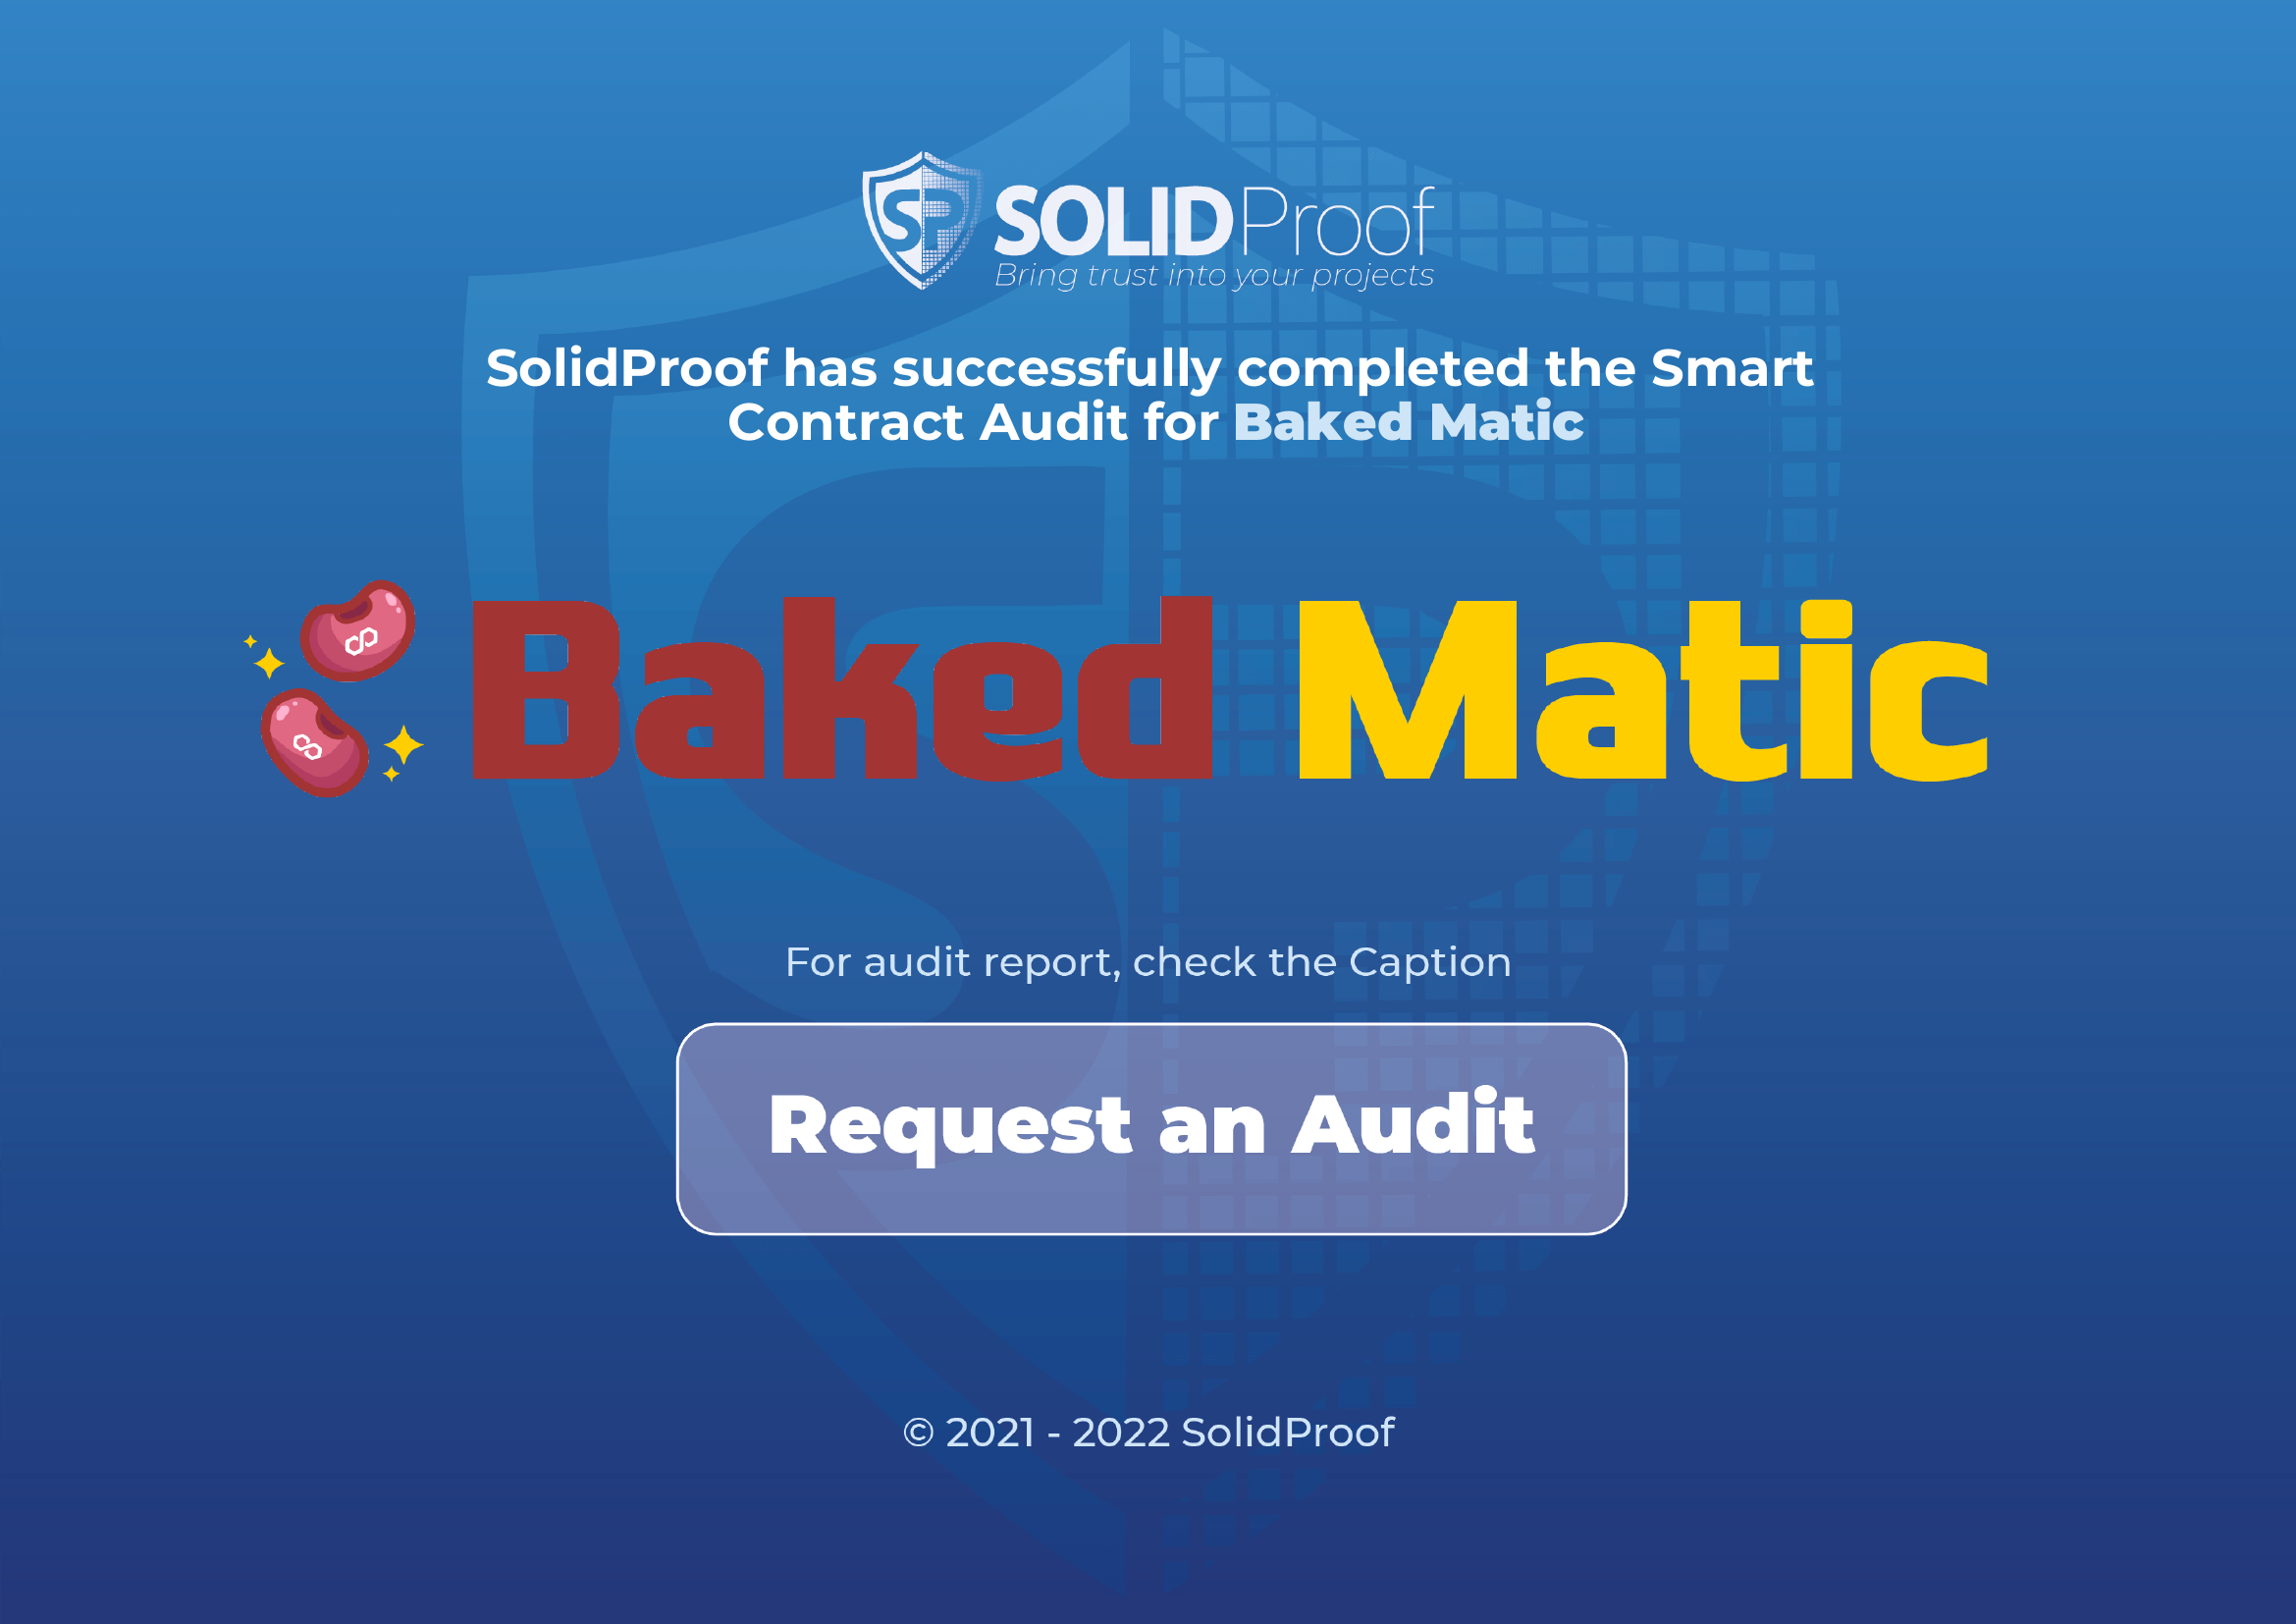 SP SOLIDProof
Bring trust into your projects
SolidProof has successfully completed the Smart
Contract Audit for Baked Matic
Baked Matic
For audit report, check the Caption
Request an Audit
© 2021 - 2022 SolidProof